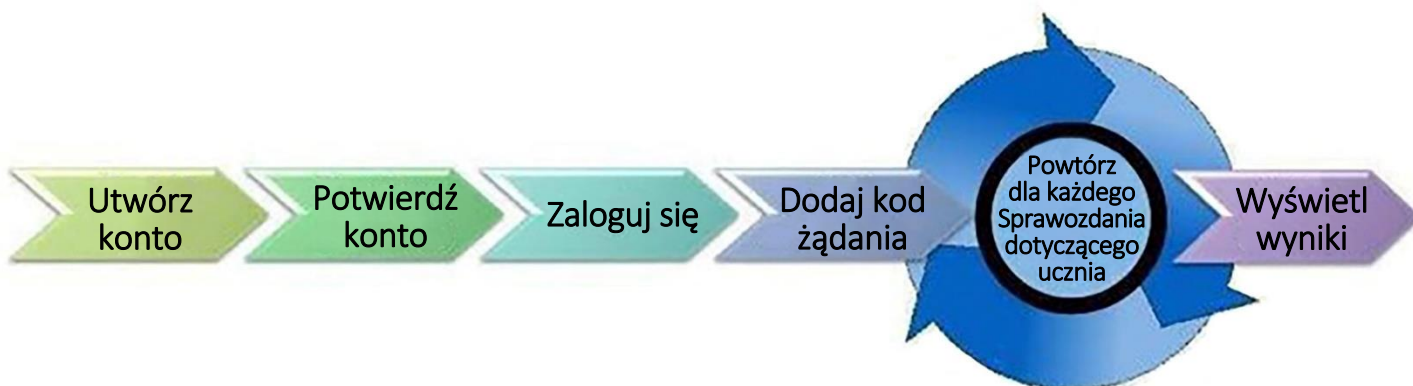 Utwórz
konto
Potwierdź
konto
Zaloguj się
Dodaj kod
żądania
Powtórz
dla każdego
Sprawozdania
dotyczącego
ucznia
Wyświetl
wyniki